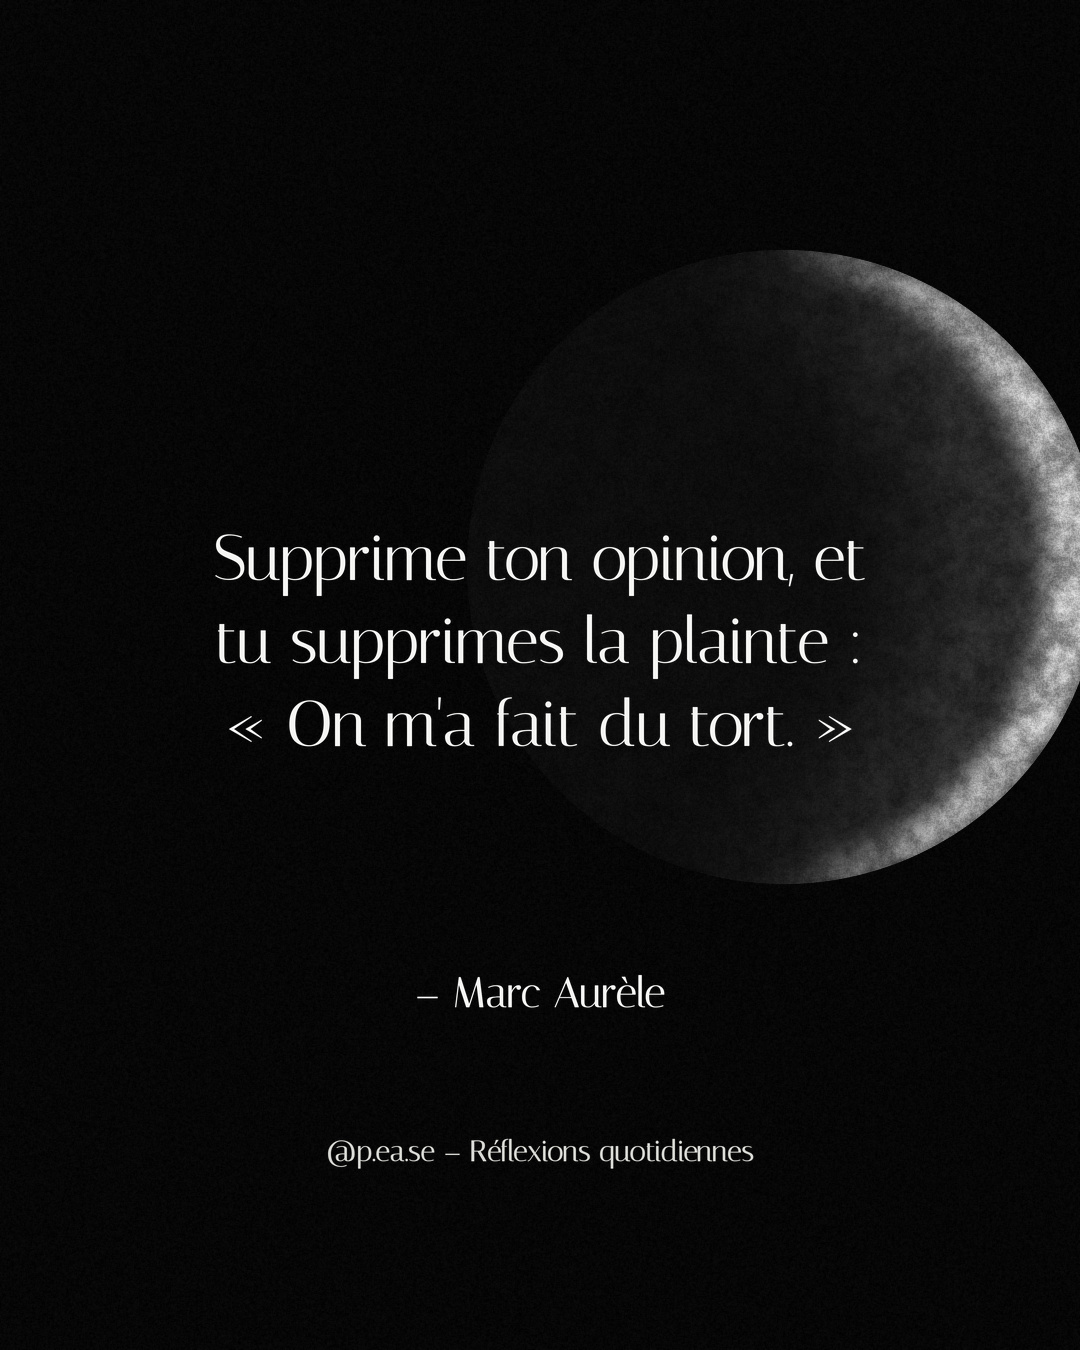 Supprime ton opinion, et
tu supprimes la plainte :
« On m'a fait du tort. »
– Marc Aurèle
@p.ea.se – Réflexions quotidiennes